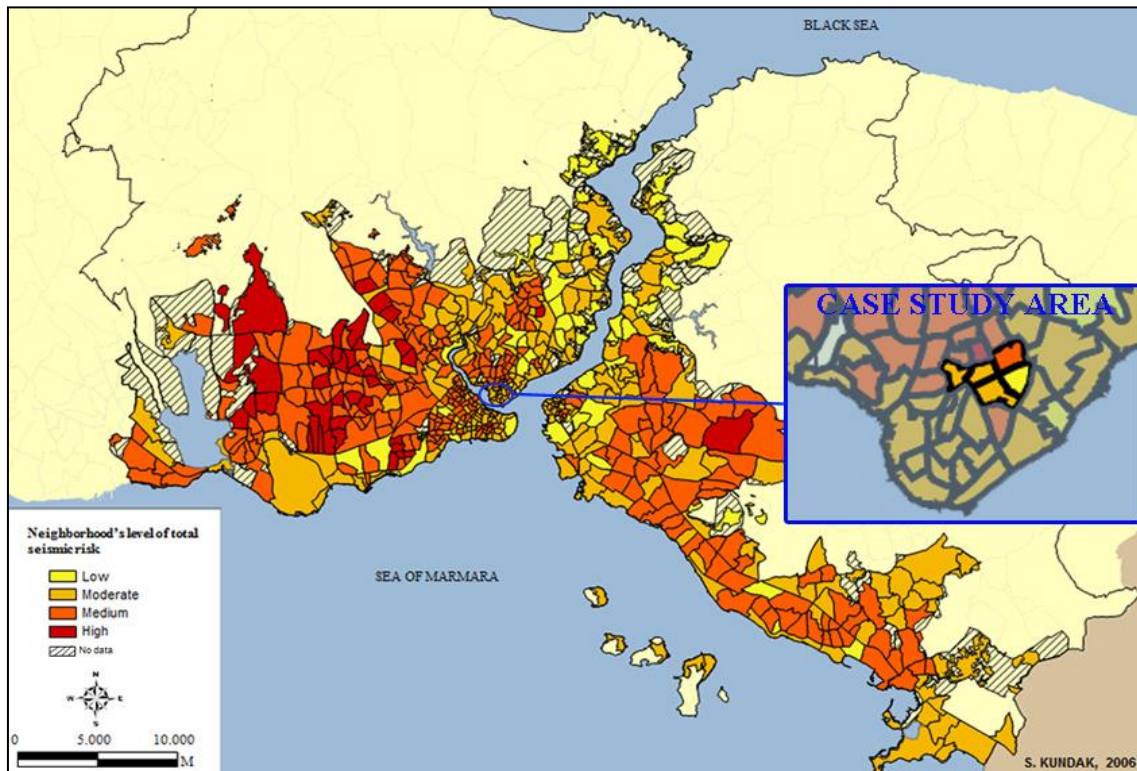 BLACK SEA
CASE STUDY AREA
SEA OF MARMARA
Neighborhood's level of total
seismic risk
Low
Moderate
Medium
High
No data
N
W
E
S
0
5.000
10.000
M
S. KUNDAK, 2006